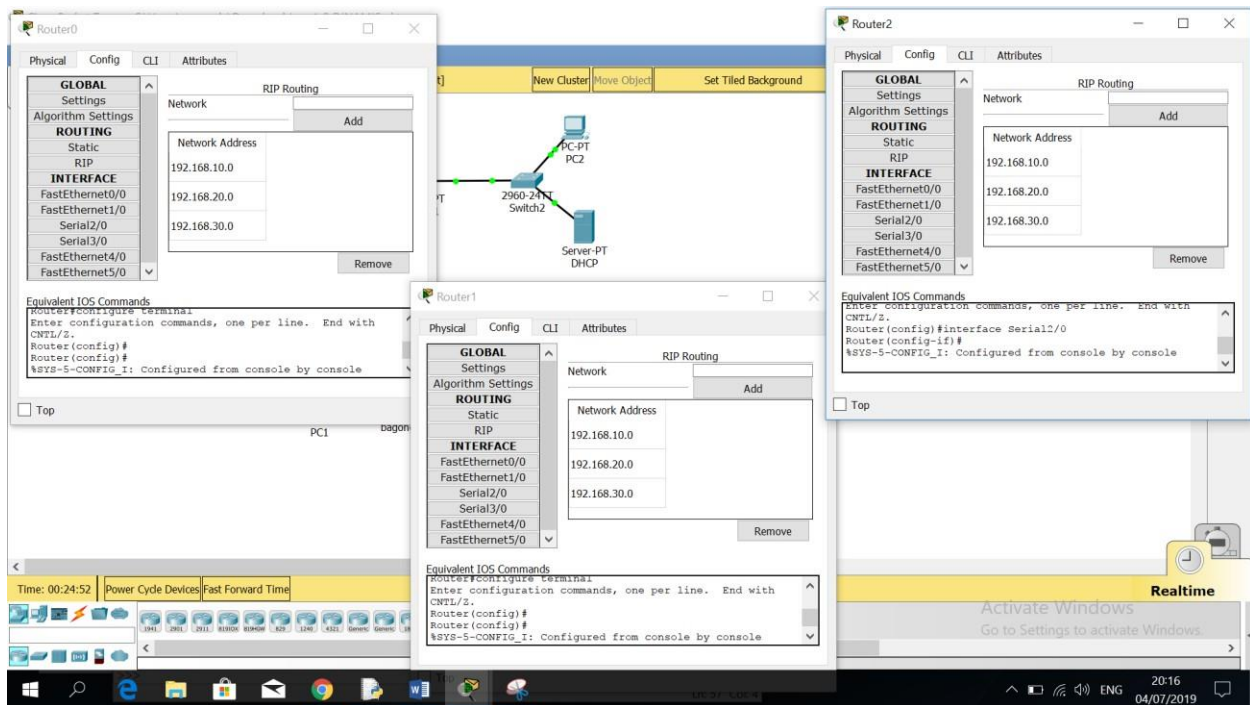 Router0
Physical Config CLI Attributes
GLOBAL
Settings
Algorithm Settings
ROUTING
Static
RIP
INTERFACE
FastEthernet0/0
FastEthernet1/0
Serial2/0
Serial3/0
FastEthernet4/0
FastEthernet5/0
RIP Routing
Network
Add
Network Address
192.168.10.0
192.168.20.0
192.168.30.0
Remove
Equivalent IOS Commands
Router#configure terminal
Enter configuration commands, one per line. End with
CNTL/Z.
Router(config)#
Router(config)#
%SYS-5-CONFIG_I: Configured from console by console
Top
New Cluster Move Object Set Tiled Background
PC-PT
PC2
2960-24TT
Switch2
Server-PT
DHCP
PC1
Router1
Physical Config CLI Attributes
GLOBAL
Settings
Algorithm Settings
ROUTING
Static
RIP
INTERFACE
FastEthernet0/0
FastEthernet1/0
Serial2/0
Serial3/0
FastEthernet4/0
FastEthernet5/0
RIP Routing
Network
Add
Network Address
192.168.10.0
192.168.20.0
192.168.30.0
Remove
Equivalent IOS Commands
Router#configure terminal
Enter configuration commands, one per line. End with
CNTL/Z.
Router(config)#
Router(config)#
%SYS-5-CONFIG_I: Configured from console by console
Top
Router2
Physical Config CLI Attributes
GLOBAL
Settings
Algorithm Settings
ROUTING
Static
RIP
INTERFACE
FastEthernet0/0
FastEthernet1/0
Serial2/0
Serial3/0
FastEthernet4/0
FastEthernet5/0
RIP Routing
Network
Add
Network Address
192.168.10.0
192.168.20.0
192.168.30.0
Remove
Equivalent IOS Commands
Enter configuration commands, one per line. End with
CNTL/Z.
Router(config)#interface Serial2/0
Router(config-if)#
%SYS-5-CONFIG_I: Configured from console by console
Top
Time: 00:24:52 Power Cycle Devices Fast Forward Time
Realtime
1941 2901 2911 819IOX 819HGW 829 1240 4321 Generic Generic
Activate Windows
Go to Settings to activate Windows.
ENG
20:16
04/07/2019